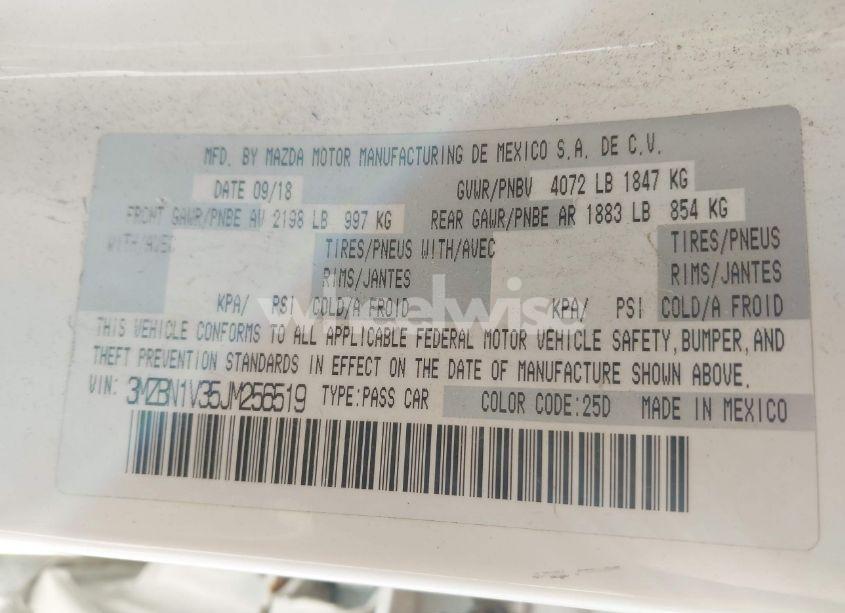 MFD. BY MAZDA MOTOR MANUFACTURING DE MEXICO S.A. DE C.V.
DATE 09/18 GVWR/PNBV 4072 LB 1847 KG
FRONT GAWR/PNBE AV 2198 LB 997 KG REAR GAWR/PNBE AR 1883 LB 854 KG
WITH/AVEC TIRES/PNEUS WITH/AVEC TIRES/PNEUS
RIMS/JANTES RIMS/JANTES
KPA/ PSI COLD/A FROID KPA/ PSI COLD/A FROID
wheelwise
THIS VEHICLE CONFORMS TO ALL APPLICABLE FEDERAL MOTOR VEHICLE SAFETY, BUMPER, AND
THEFT PREVENTION STANDARDS IN EFFECT ON THE DATE OF MANUFACTURE SHOWN ABOVE.
VIN: 3MZBN1V35JM256519 TYPE:PASS CAR COLOR CODE:25D MADE IN MEXICO